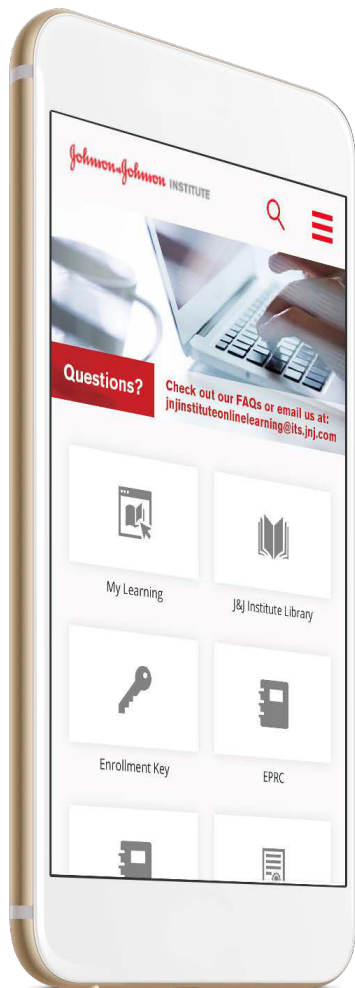 Johnson&Johnson INSTITUTE
Questions?
Check out our FAQs or email us at:
jnjinstituteonlinelearning@its.jnj.com
My Learning
J&J Institute Library
Enrollment Key
EPRC